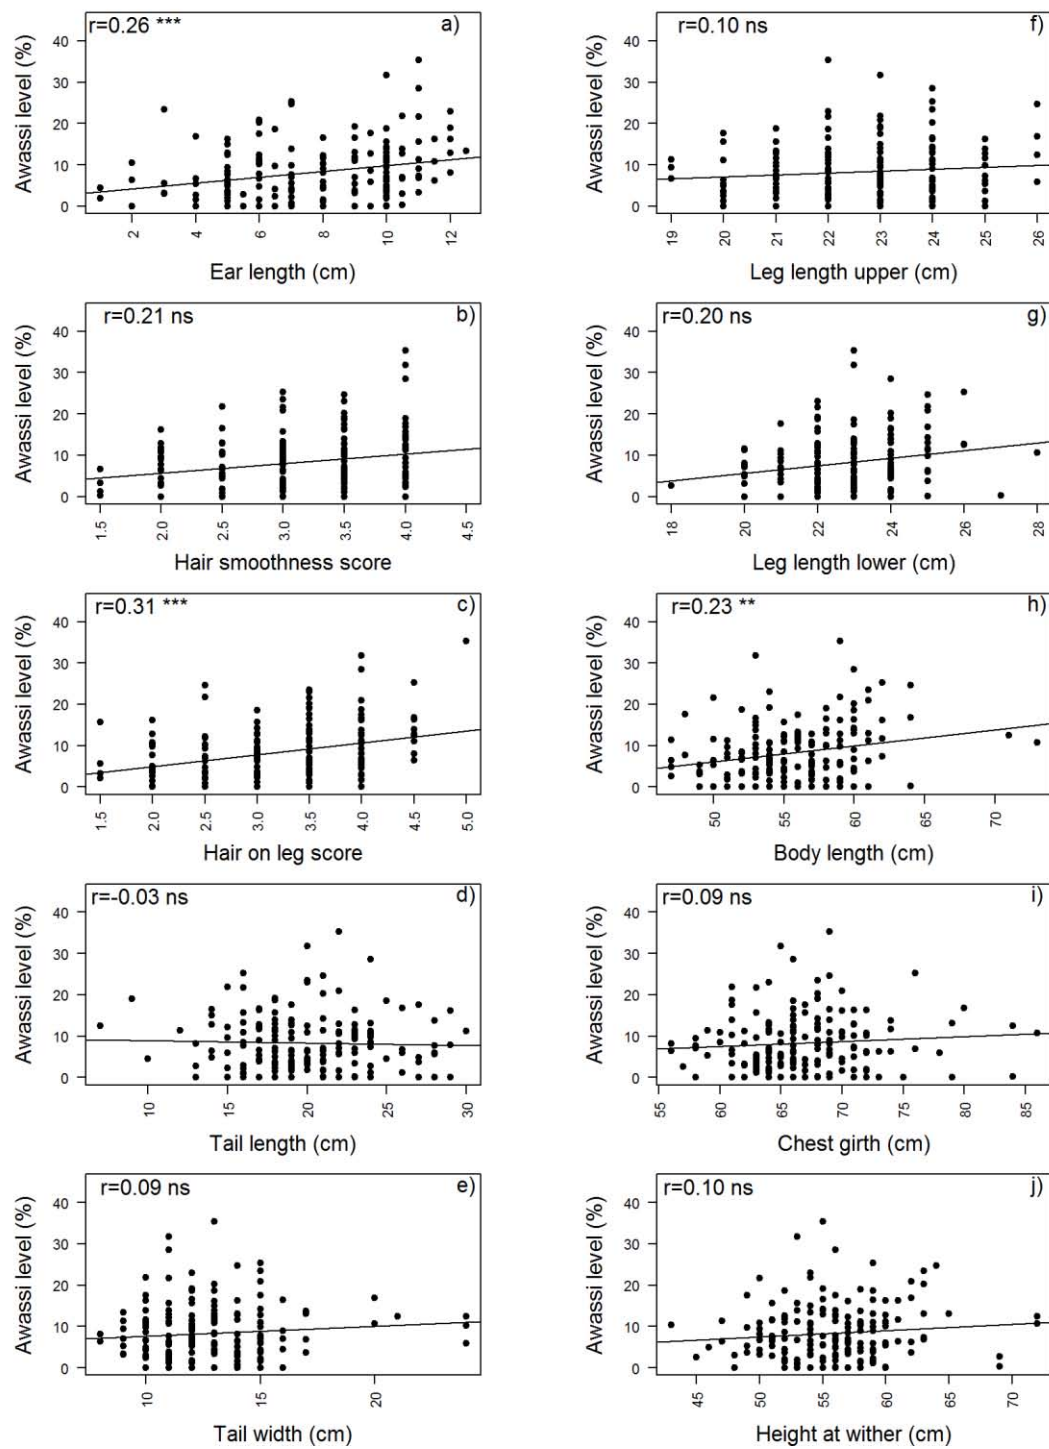 r=0.26 ***
a)
Awassi level (%)
40
30
20
10
0
2
4
6
8
10
12
Ear length (cm)
r=0.10 ns
f)
Awassi level (%)
40
30
20
10
0
19
20
21
22
23
24
25
26
Leg length upper (cm)
r=0.21 ns
b)
Awassi level (%)
40
30
20
10
0
1.5
2.0
2.5
3.0
3.5
4.0
4.5
Hair smoothness score
r=0.20 ns
g)
Awassi level (%)
40
30
20
10
0
18
20
22
24
26
28
Leg length lower (cm)
r=0.31 ***
c)
Awassi level (%)
40
30
20
10
0
1.5
2.0
2.5
3.0
3.5
4.0
4.5
5.0
Hair on leg score
r=0.23 **
h)
Awassi level (%)
40
30
20
10
0
50
55
60
65
70
Body length (cm)
r=-0.03 ns
d)
Awassi level (%)
40
30
20
10
0
10
15
20
25
30
Tail length (cm)
r=0.09 ns
i)
Awassi level (%)
40
30
20
10
0
55
60
65
70
75
80
85
Chest girth (cm)
r=0.09 ns
e)
Awassi level (%)
40
30
20
10
0
10
15
20
Tail width (cm)
r=0.10 ns
j)
Awassi level (%)
40
30
20
10
0
45
50
55
60
65
70
Height at wither (cm)